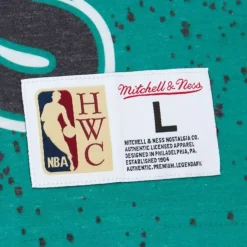 Mitchell & Ness
HWC
NBA
L
MITCHELL & NESS NOSTALGIA CO.
AUTHENTIC LICENSED APPAREL
DESIGNED IN PHILADELPHIA, PA.
ESTABLISHED 1904
AUTHENTIC. PREMIUM. LEGENDARY.